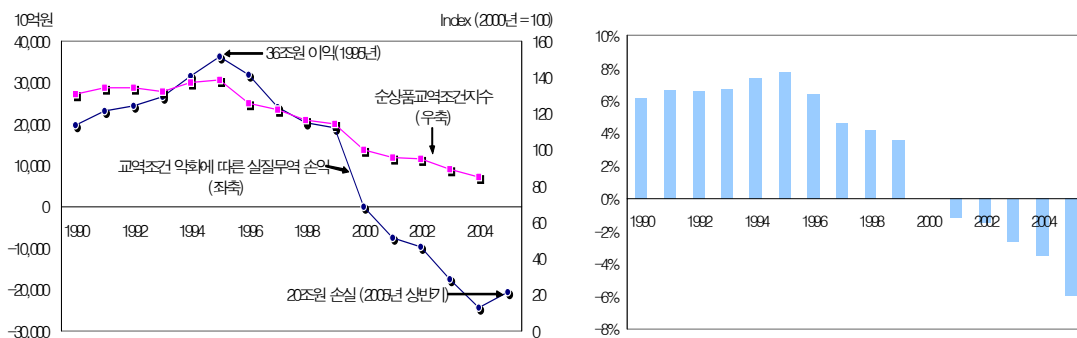 10억원
Index (2000년=100)
40,000
30,000
20,000
10,000
0
-10,000
-20,000
-30,000
160
140
120
100
80
60
40
20
0
36조원 이익(1995년)
순상품교역조건지수
(우축)
교역조건 악화에 따른 실질무역 손익
(좌축)
20조원 손실 (2005년 상반기)
1990 1992 1994 1996 1998 2000 2002 2004
10%
8%
6%
4%
2%
0%
-2%
-4%
-6%
-8%
1990 1992 1994 1996 1998 2000 2002 2004